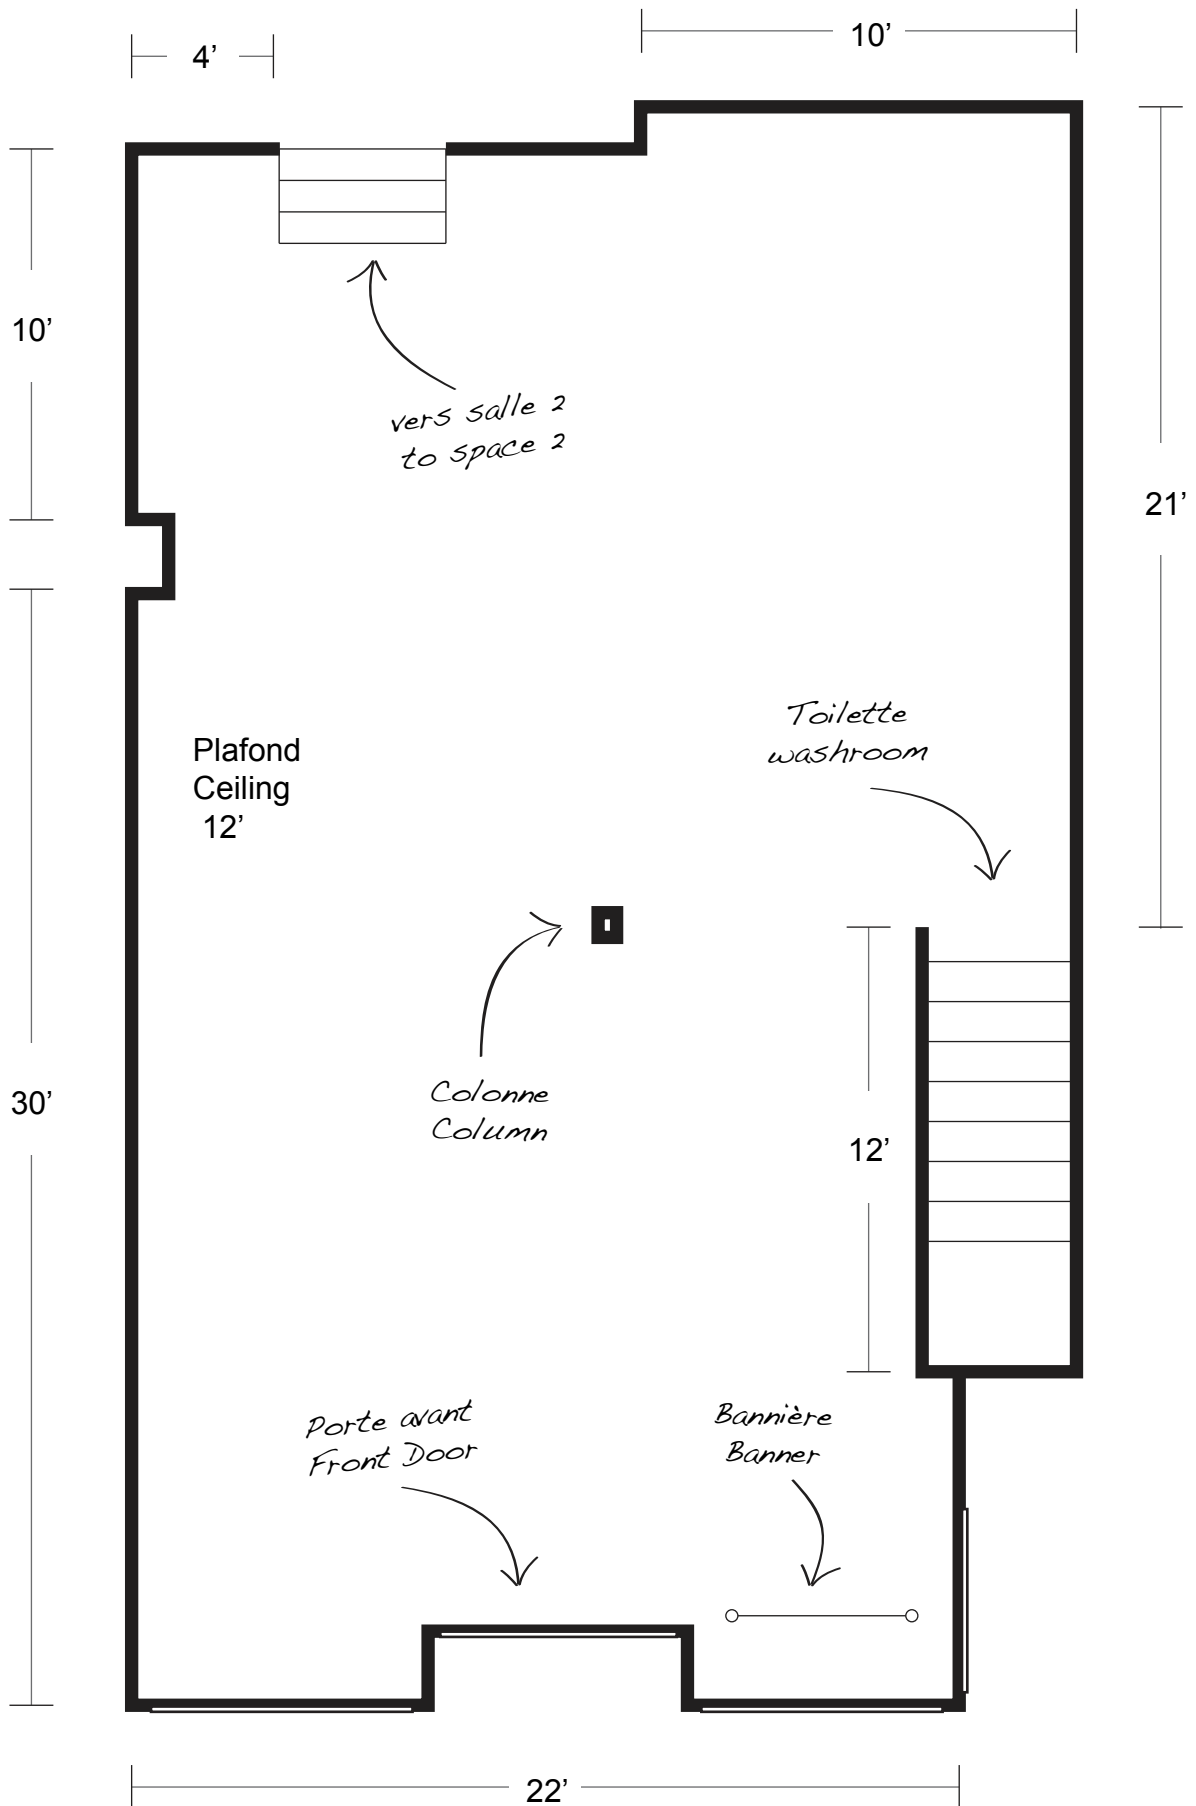 4’
10’
10’
vers salle 2
to space 2
21’
Toilette
washroom
Plafond
Ceiling
12’
Colonne
Column
30’
12’
Porte avant
Front Door
Bannière
Banner
22’